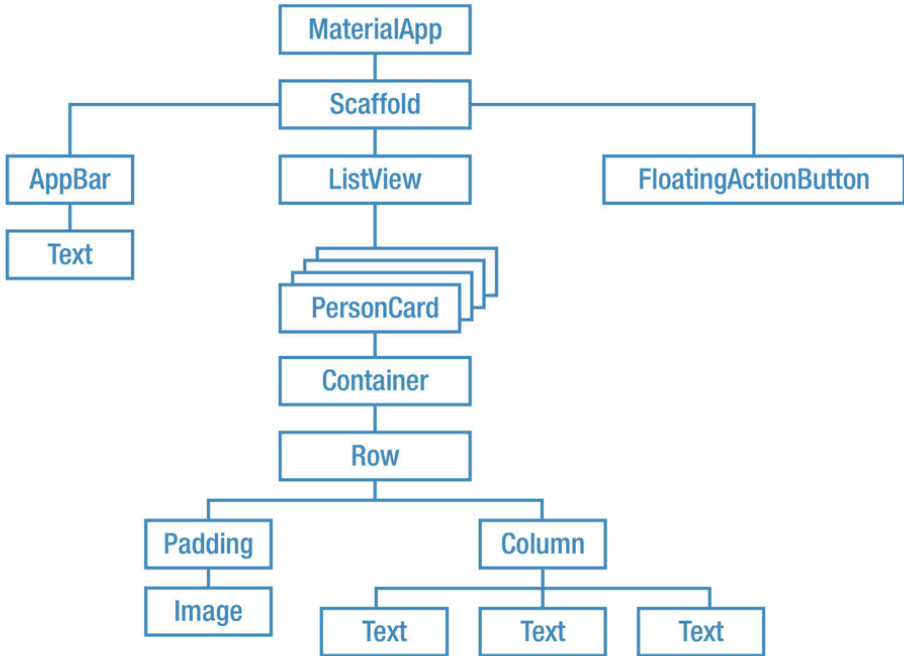 MaterialApp
Scaffold
AppBar
ListView
FloatingActionButton
Text
PersonCard
Container
Row
Padding
Column
Image
Text
Text
Text